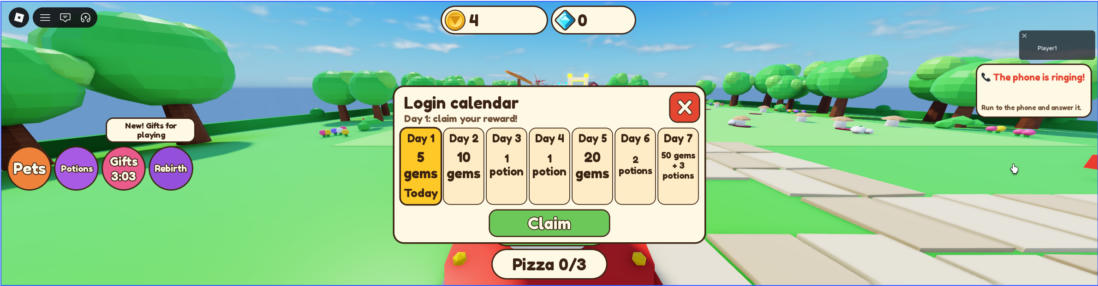 4
0
Player1
The phone is ringing!
Run to the phone and answer it.
New! Gifts for
playing
Pets
Potions
Gifts
3:03
Rebirth
Login calendar
Day 1: claim your reward!
Day 1
5
gems
Today
Day 2
10
gems
Day 3
1
potion
Day 4
1
potion
Day 5
20
gems
Day 6
2
potions
Day 7
50 gems
+ 3
potions
Claim
Pizza 0/3